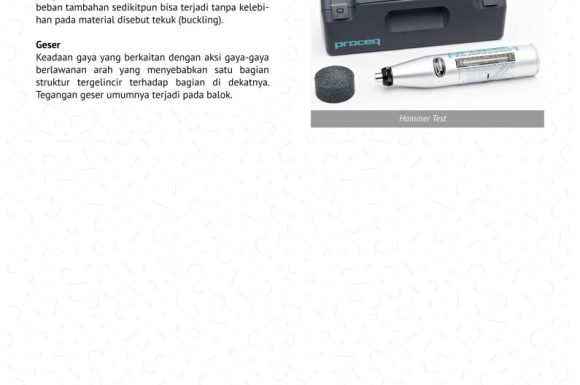 beban tambahan sedikitpun bisa terjadi tanpa kelebi-
han pada material disebut tekuk (buckling).
Geser
Keadaan gaya yang berkaitan dengan aksi gaya-gaya
berlawanan arah yang menyebabkan satu bagian
struktur tergelincir terhadap bagian di dekatnya.
Tegangan geser umumnya terjadi pada balok.
proceq
Hammer Test